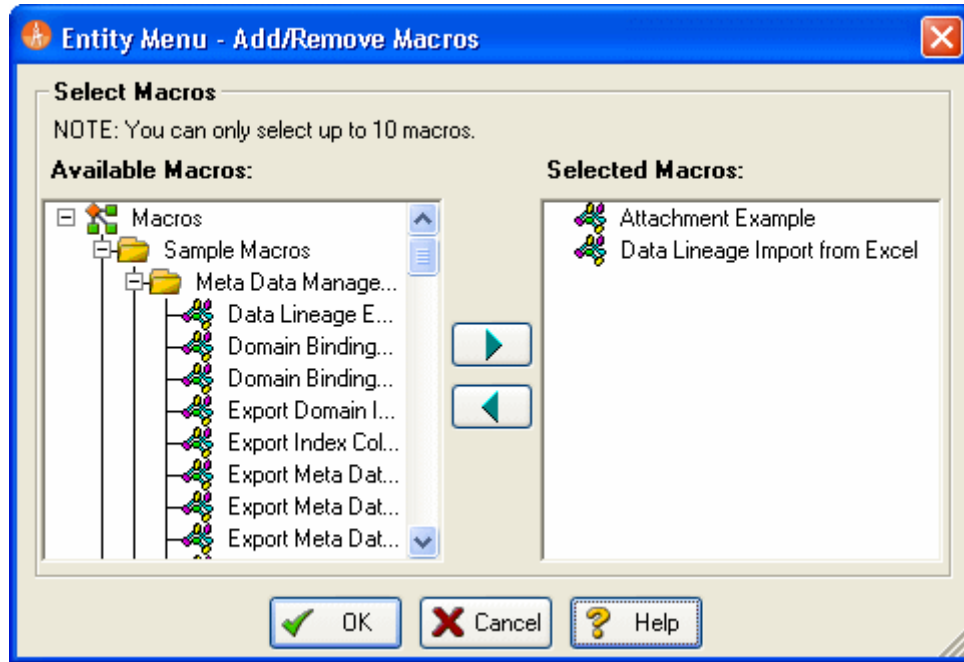 Entity Menu - Add/Remove Macros
Select Macros
NOTE: You can only select up to 10 macros.
Available Macros:
Macros
Sample Macros
Meta Data Manage...
Data Lineage E...
Domain Binding...
Domain Binding...
Export Domain I...
Export Index Col...
Export Meta Dat...
Export Meta Dat...
Export Meta Dat...
Selected Macros:
Attachment Example
Data Lineage Import from Excel
OK
Cancel
Help